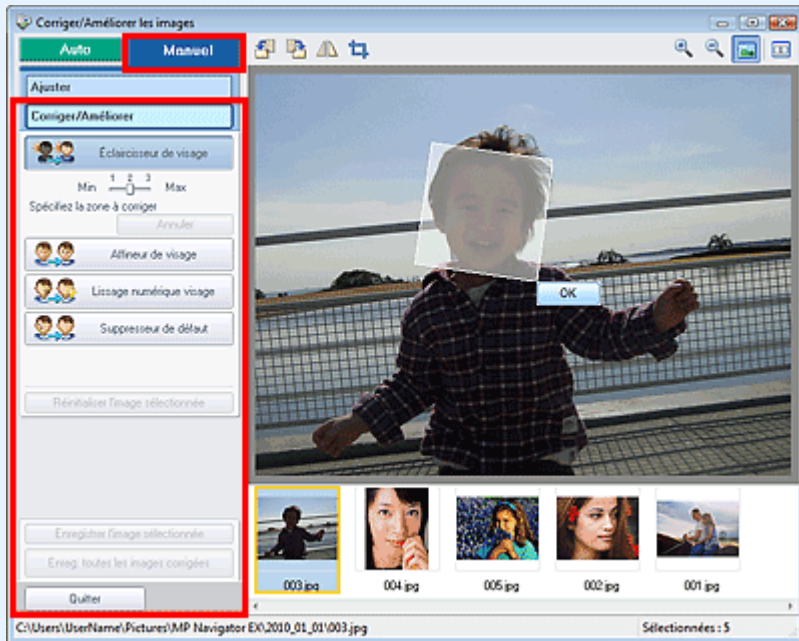 Corriger/Améliorer les images
Auto
Manuel
Ajuster
Corriger/Améliorer
Éclaircisseur de visage
1 2 3
Min Max
Spécifiez la zone à corriger
Annuler
Affineur de visage
Lissage numérique visage
Suppresseur de défaut
Réinitialiser l'image sélectionnée
Enregistrer l'image sélectionnée
Enreg. toutes les images corrigées
Quitter
OK
003.jpg
004.jpg
005.jpg
002.jpg
001.jpg
C:\Users\UserName\Pictures\MP Navigator EX\2010_01_01\003.jpg
Sélectionnées : 5